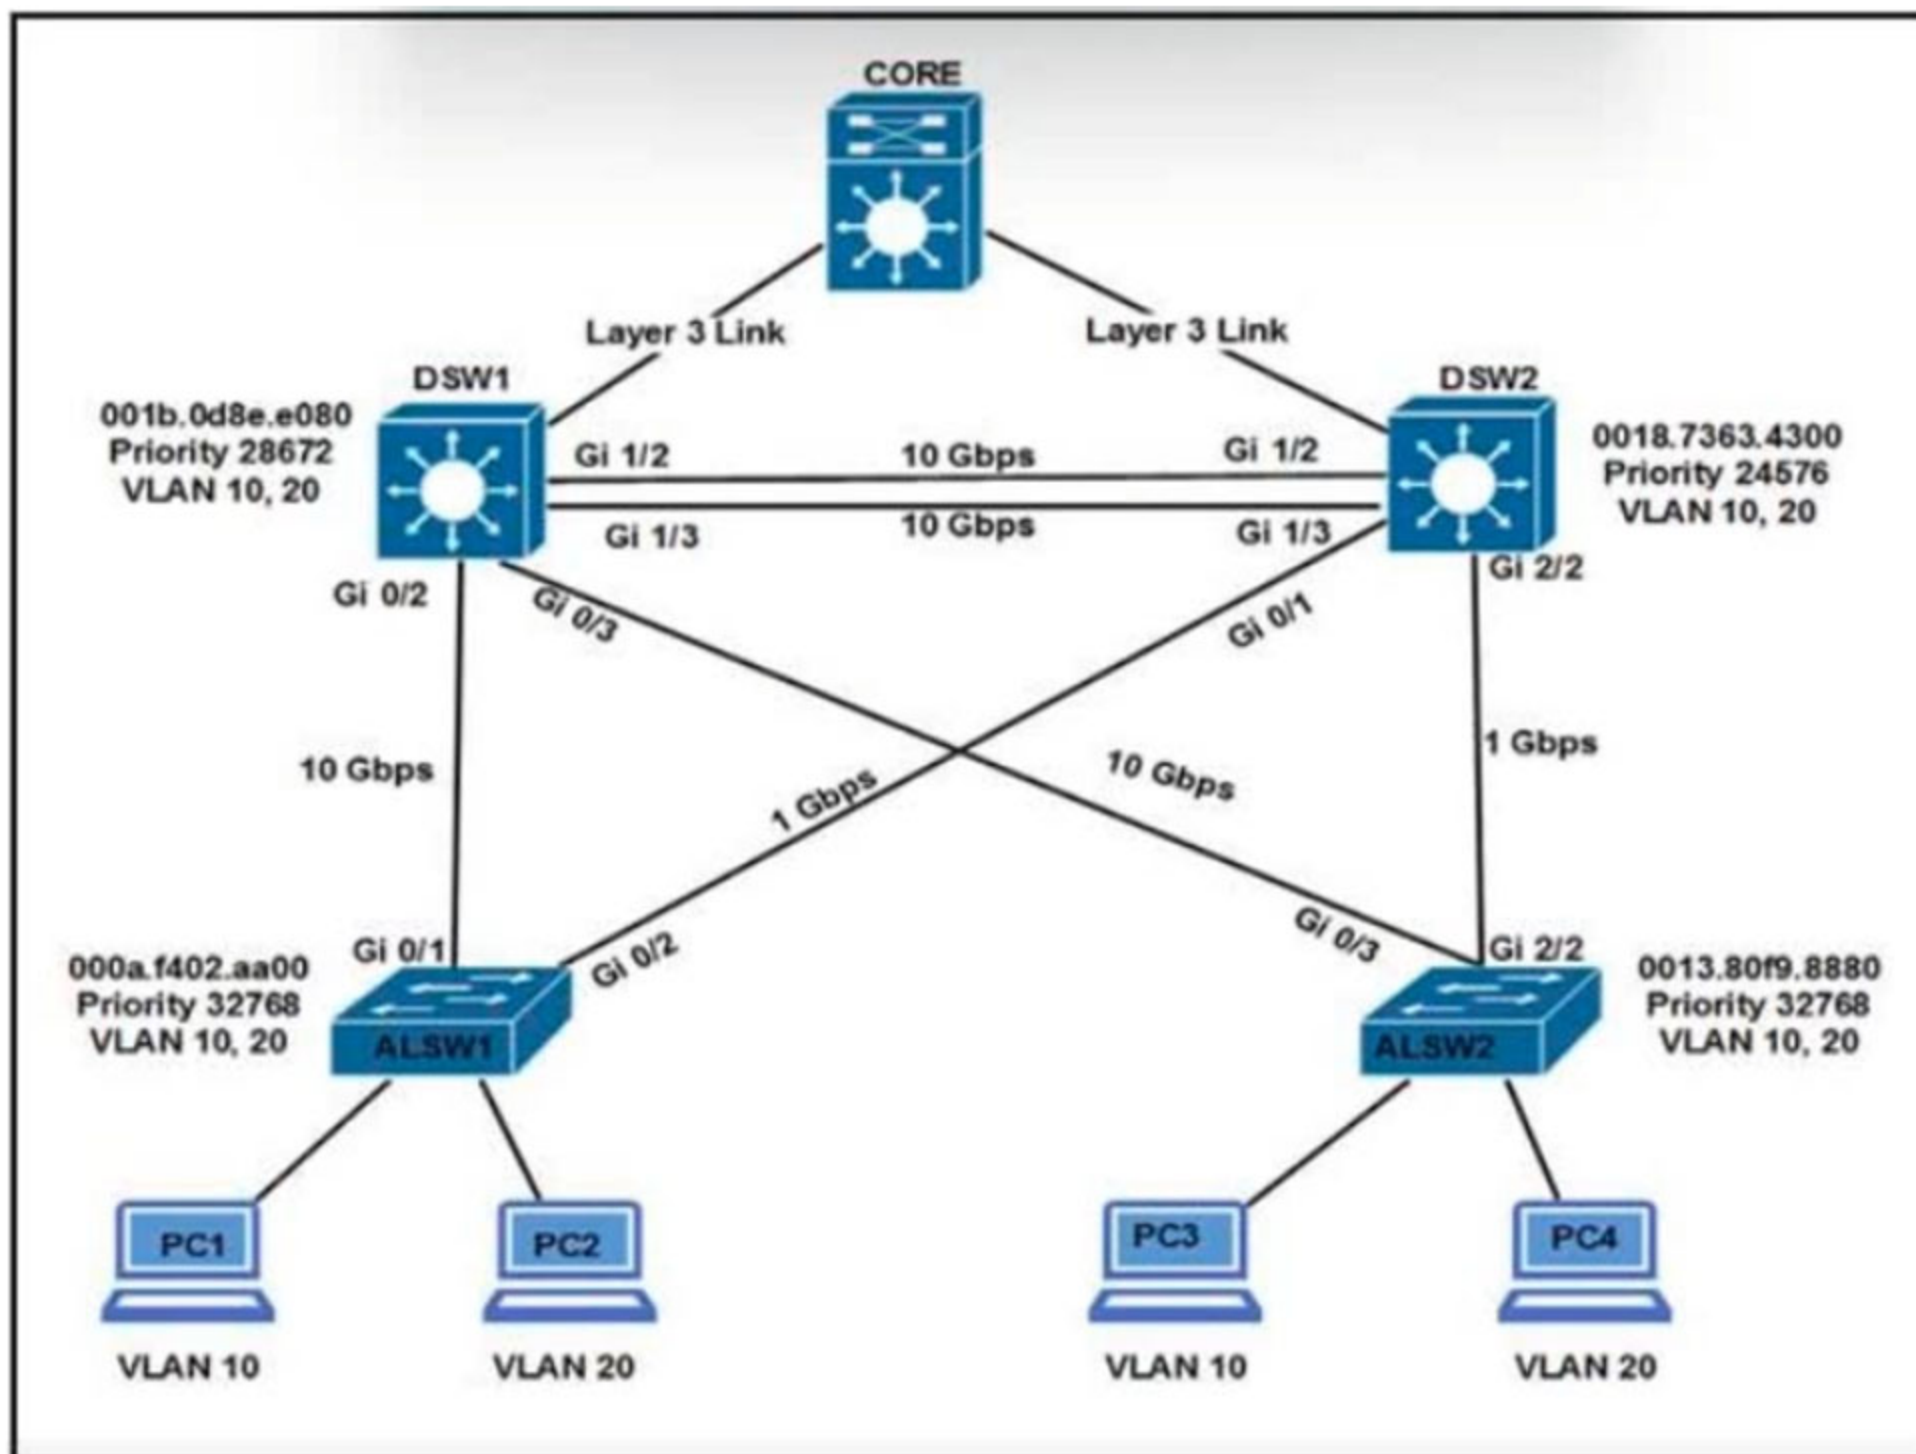 CORE
Layer 3 Link
Layer 3 Link
DSW1
DSW2
001b.0d8e.e080
Priority 28672
VLAN 10, 20
0018.7363.4300
Priority 24576
VLAN 10, 20
Gi 1/2
10 Gbps
Gi 1/2
Gi 1/3
10 Gbps
Gi 1/3
Gi 0/2
Gi 0/3
Gi 0/1
Gi 2/2
10 Gbps
1 Gbps
10 Gbps
1 Gbps
Gi 0/1
Gi 0/2
Gi 0/3
Gi 2/2
000a.f402.aa00
Priority 32768
VLAN 10, 20
ALSW1
ALSW2
0013.80f9.8880
Priority 32768
VLAN 10, 20
PC1
PC2
PC3
PC4
VLAN 10
VLAN 20
VLAN 10
VLAN 20